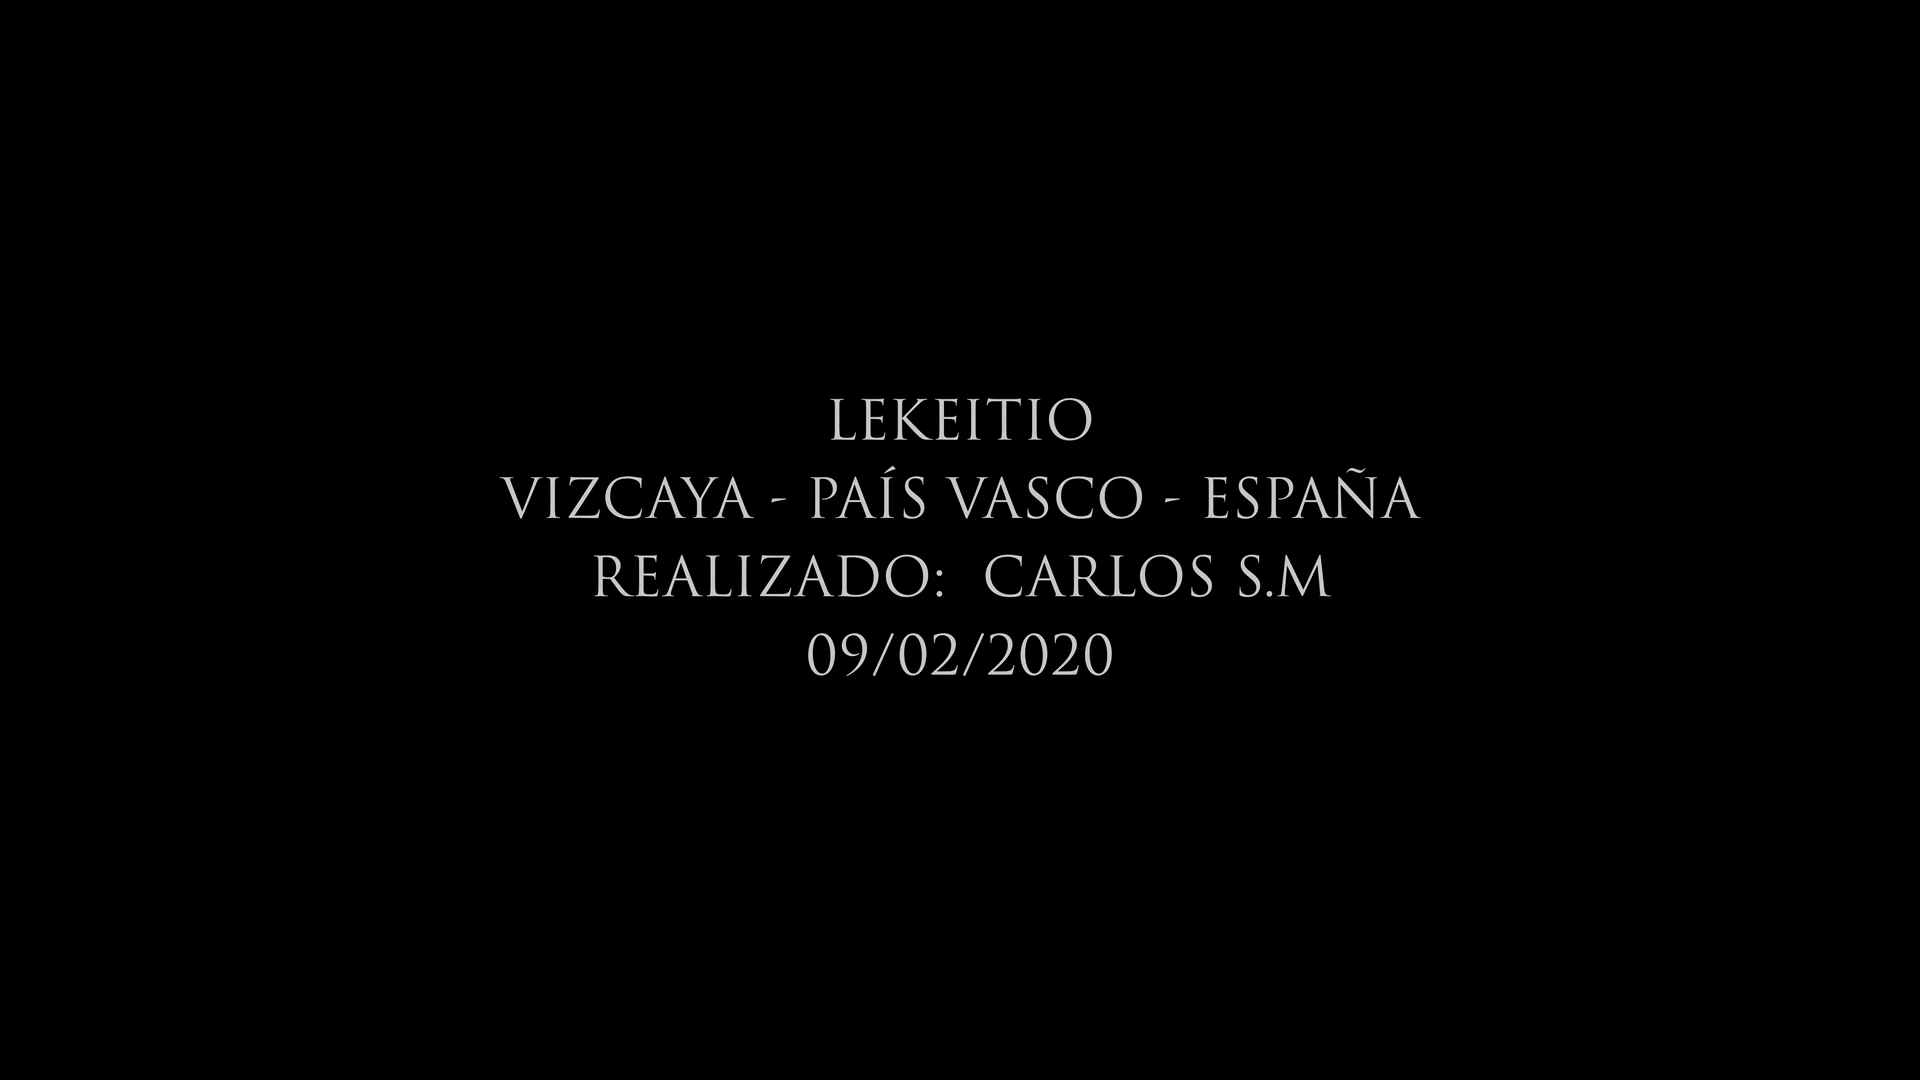 LEKEITIO
VIZCAYA - PAÍS VASCO - ESPAÑA
REALIZADO:  CARLOS S.M
09/02/2020